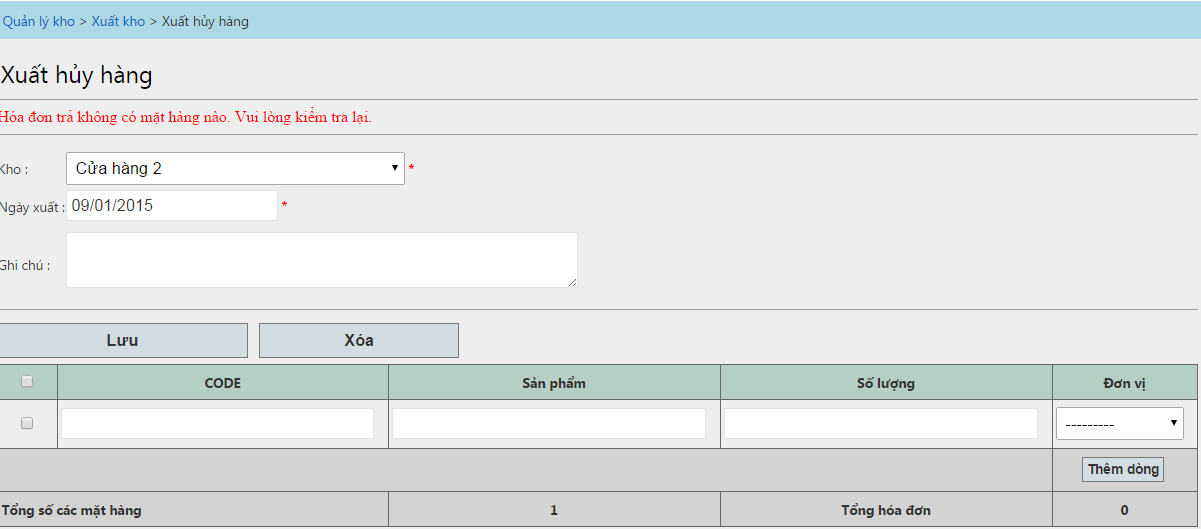 Quản lý kho > Xuất kho > Xuất hủy hàng
Xuất hủy hàng
Hóa đơn trả không có mặt hàng nào. Vui lòng kiểm tra lại.
Kho : Cửa hàng 2 *
Ngày xuất : 09/01/2015 *
Ghi chú :
Lưu Xóa
CODE Sản phẩm Số lượng Đơn vị
---------
Thêm dòng
Tổng số các mặt hàng 1 Tổng hóa đơn 0